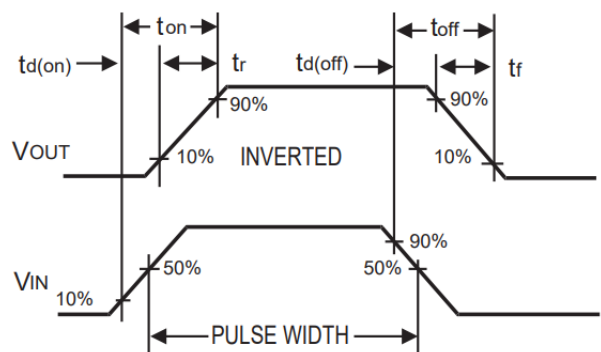 ton
toff
td(on)
tr
td(off)
tf
90%
90%
VOUT
10%
INVERTED
10%
90%
VIN
50%
50%
10%
PULSE WIDTH